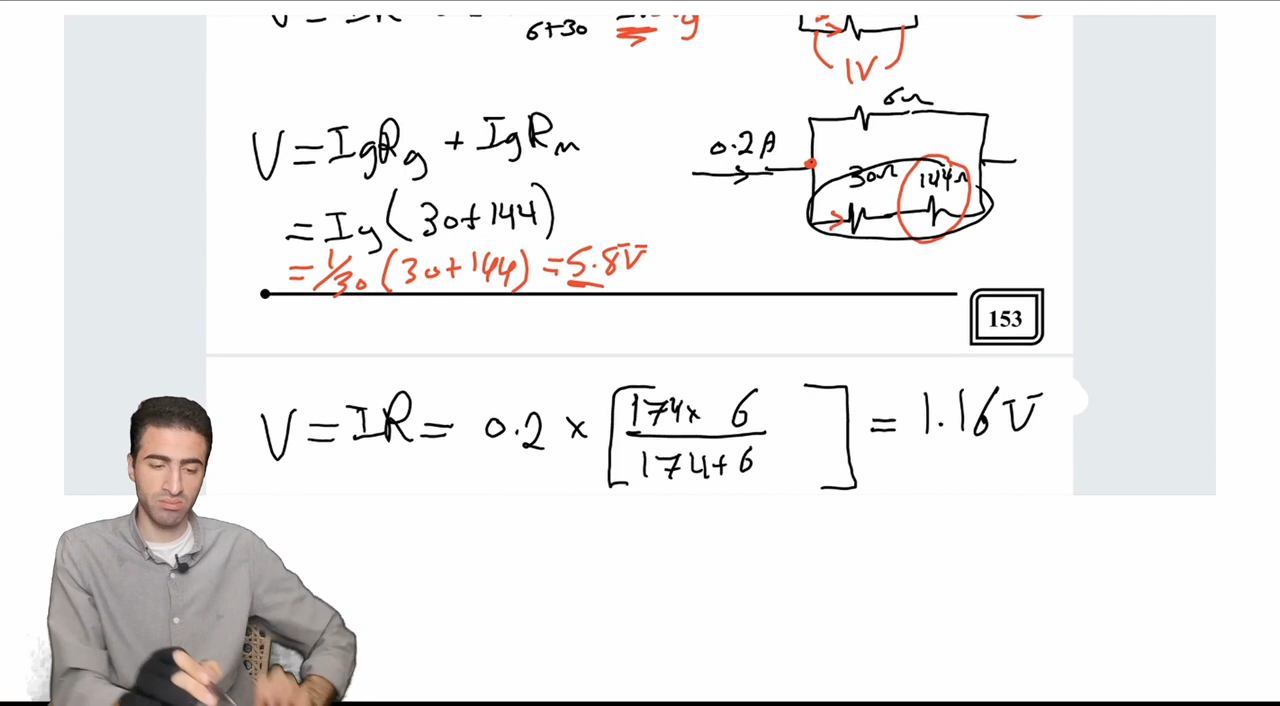 6+30
1V
6Ω
V = IgRg + IgRm
0.2A
30Ω 144Ω
= Ig (30+144)
= 1/30 (30+144) = 5.8V
153
V = IR = 0.2 × [174× 6 / 174+6] = 1.16V